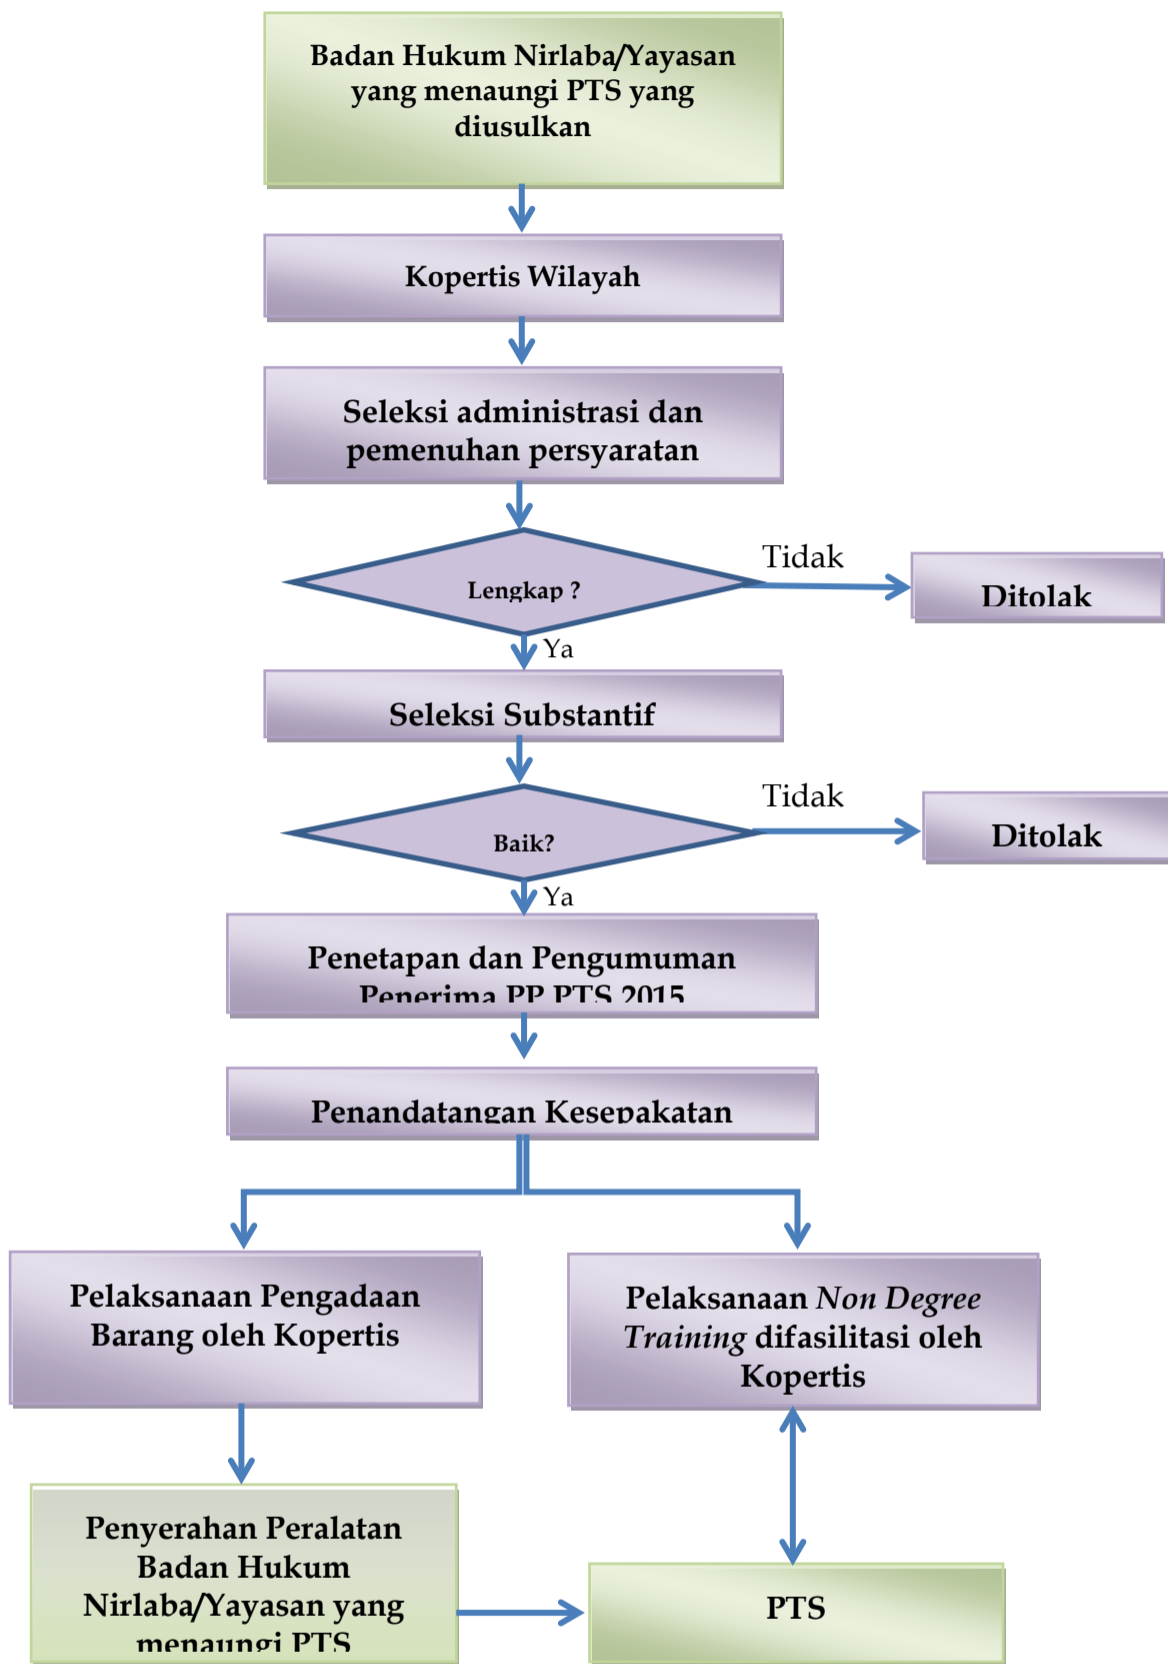 Badan Hukum Nirlaba/Yayasan
yang menaungi PTS yang
diusulkan
Kopertis Wilayah
Seleksi administrasi dan
pemenuhan persyaratan
Lengkap ?
Tidak
Ditolak
Ya
Seleksi Substantif
Baik?
Tidak
Ditolak
Ya
Penetapan dan Pengumuman
Penerima PP PTS 2015
Penandatangan Kesepakatan
Pelaksanaan Pengadaan
Barang oleh Kopertis
Pelaksanaan Non Degree
Training difasilitasi oleh
Kopertis
Penyerahan Peralatan
Badan Hukum
Nirlaba/Yayasan yang
menaungi PTS
PTS